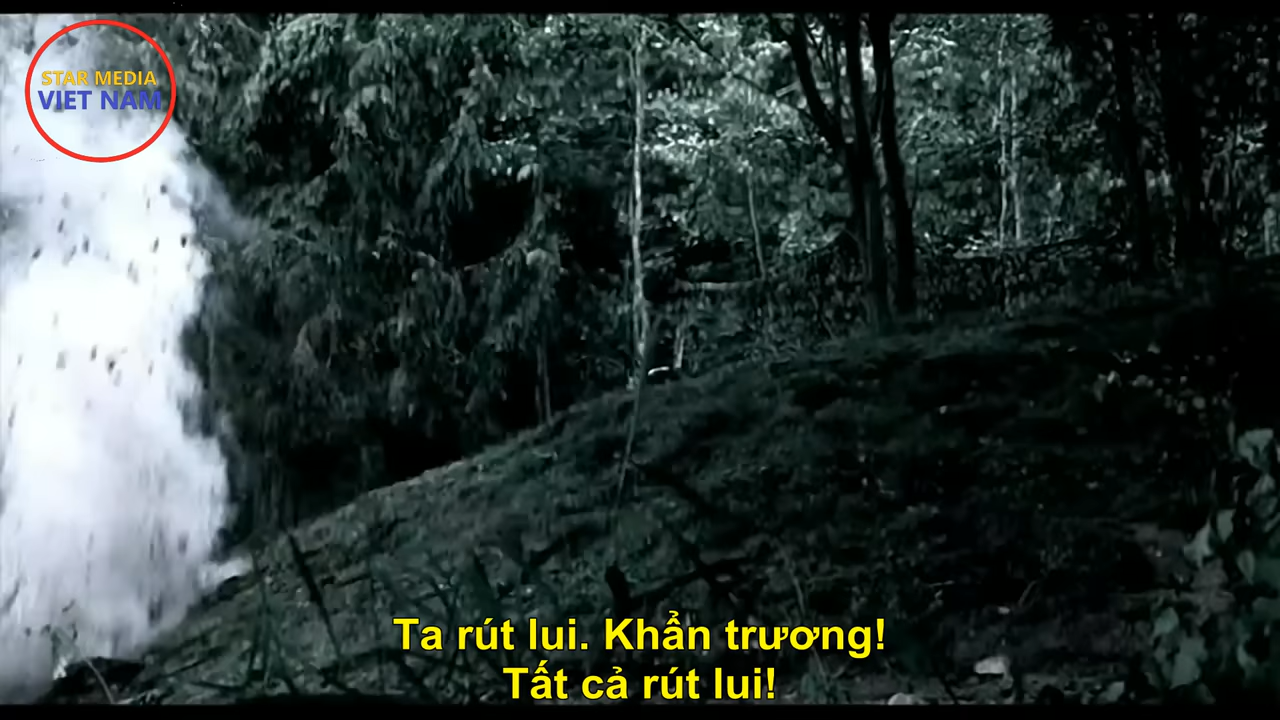 STAR MEDIA
VIET NAM
Ta rút lui. Khẩn trương!
Tất cả rút lui!